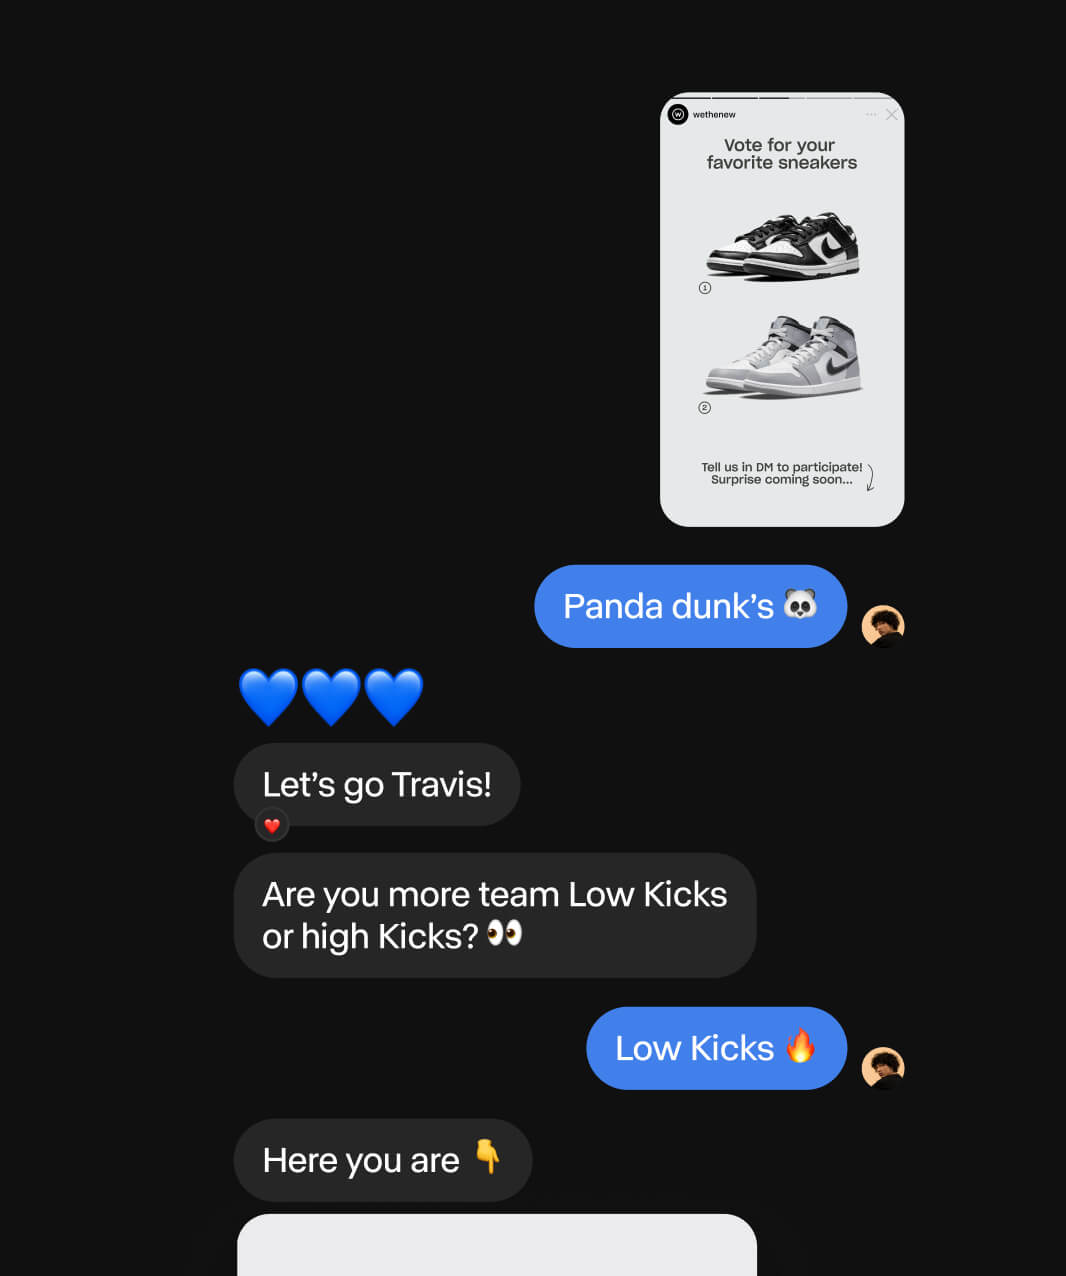 wethenew
Vote for your
favorite sneakers
1
2
Tell us in DM to participate!
Surprise coming soon...
Panda dunk’s 🐼
💙💙💙
Let’s go Travis!
❤️
Are you more team Low Kicks
or high Kicks? 👀
Low Kicks 🔥
Here you are 👇